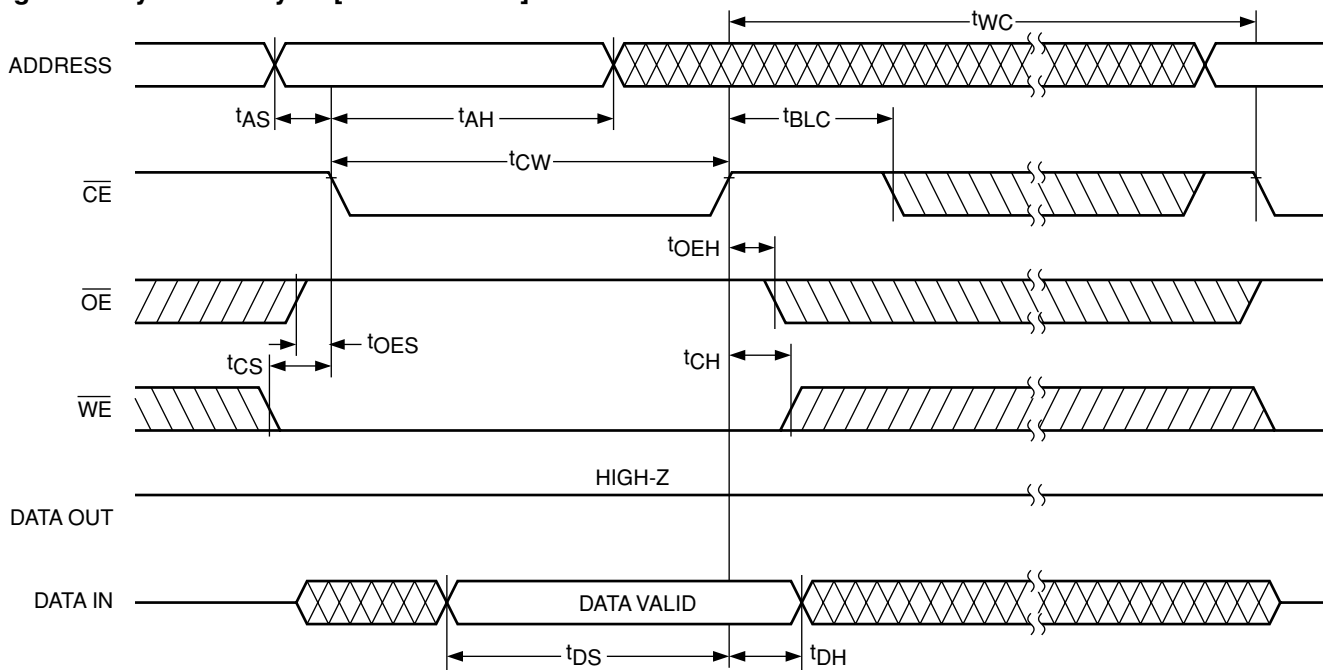 tWC
ADDRESS
tAS
tAH
tBLC
tCW
CE
tOEH
OE
tOES
tCS
tCH
WE
HIGH-Z
DATA OUT
DATA IN
DATA VALID
tDS
tDH